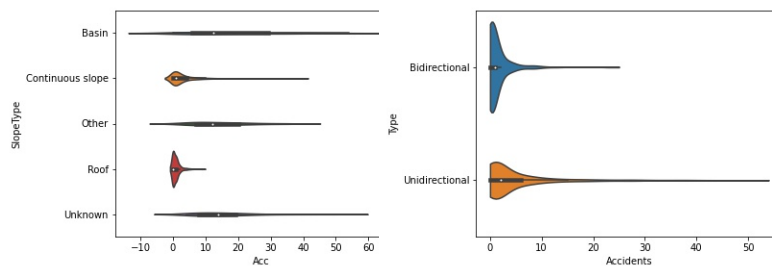 Basin
Continuous slope
Other
Roof
Unknown
SlopeType
−10 0 10 20 30 40 50 60
Acc
Bidirectional
Unidirectional
Type
0 10 20 30 40 50
Accidents